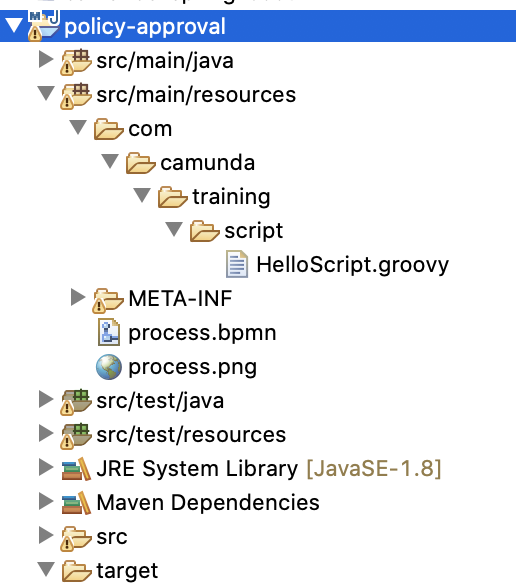 policy-approval
src/main/java
src/main/resources
com
camunda
training
script
HelloScript.groovy
META-INF
process.bpmn
process.png
src/test/java
src/test/resources
JRE System Library [JavaSE-1.8]
Maven Dependencies
src
target